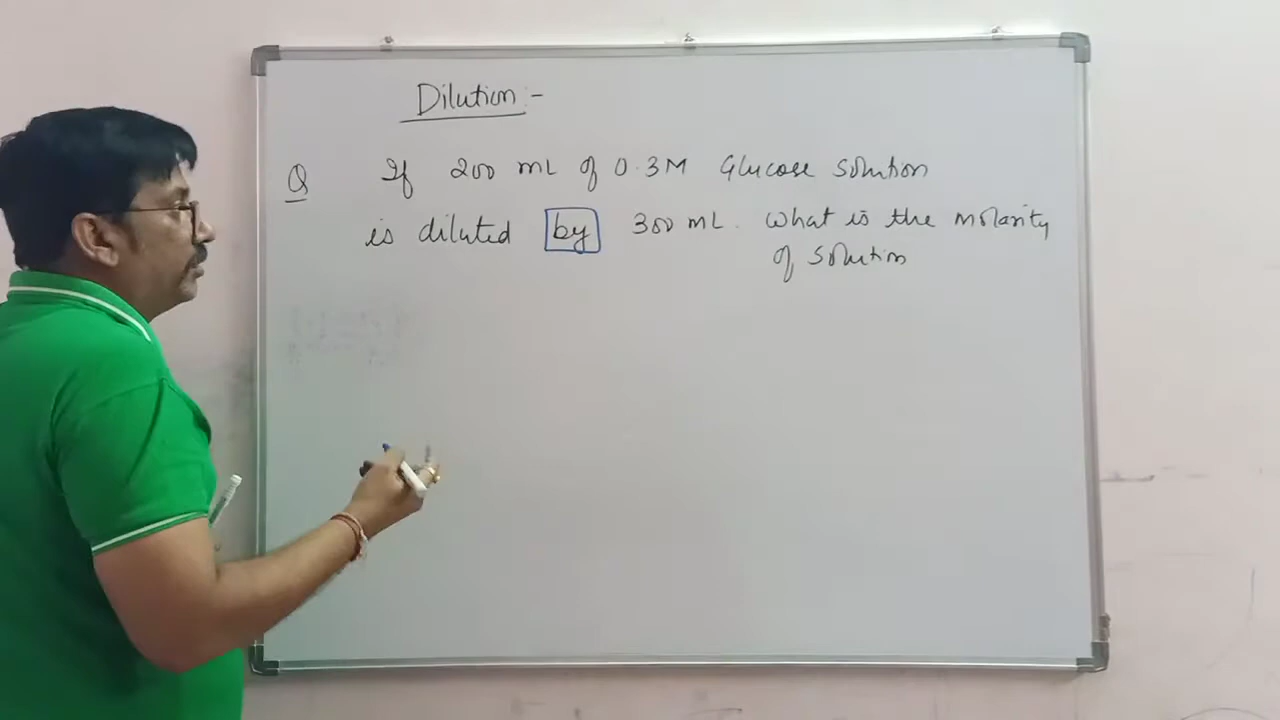 Dilution :-
Q If 200 mL of 0.3M Glucose solution
is diluted by 300 mL. What is the molarity
of solution